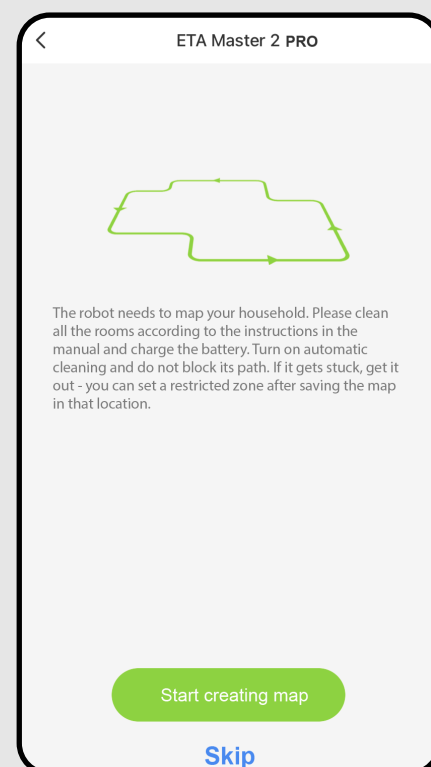 ETA Master 2 PRO
The robot needs to map your household. Please clean
all the rooms according to the instructions in the
manual and charge the battery. Turn on automatic
cleaning and do not block its path. If it gets stuck, get it
out - you can set a restricted zone after saving the map
in that location.
Start creating map
Skip